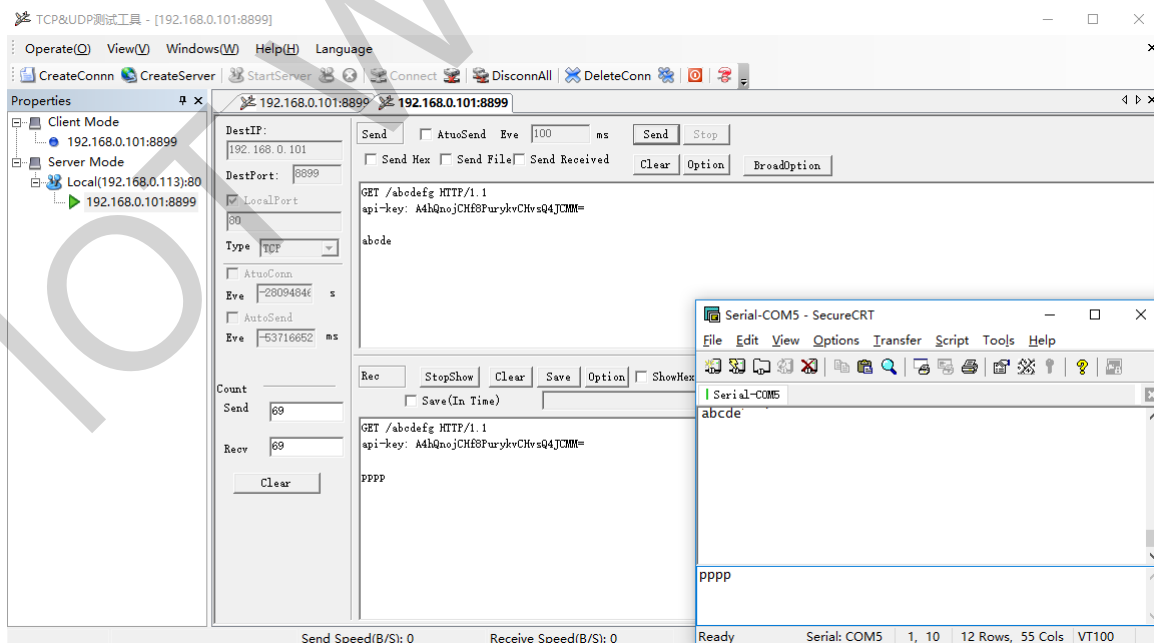 TCP&UDP测试工具 - [192.168.0.101:8899]
Operate(O) View(V) Windows(W) Help(H) Language
CreateConnn CreateServer StartServer Connect DisconnAll DeleteConn
Properties
192.168.0.101:8899 192.168.0.101:8899
Client Mode
192.168.0.101:8899
Server Mode
Local(192.168.0.113):80
192.168.0.101:8899
DestIP:
192.168.0.101
DestPort: 8899
LocalPort
80
Type TCP
AtuoConn
Eve -28094846 s
AutoSend
Eve -53716652 ms
Count
Send 69
Recv 69
Clear
Send AtuoSend Eve 100 ms Send Stop
Send Hex Send File Send Received Clear Option BroadOption
GET /abcdefg HTTP/1.1
api-key: A4hQnojCHf8PurykvCHvsQ4JCMM=
abcde
Rec StopShow Clear Save Option ShowHex
Save(In Time)
GET /abcdefg HTTP/1.1
api-key: A4hQnojCHf8PurykvCHvsQ4JCMM=
PPPP
Send Speed(B/S): 0 Receive Speed(B/S): 0
Serial-COM5 - SecureCRT
File Edit View Options Transfer Script Tools Help
Serial-COM5
abcde
pppp
Ready Serial: COM5 1, 10 12 Rows, 55 Cols VT100
IOTW